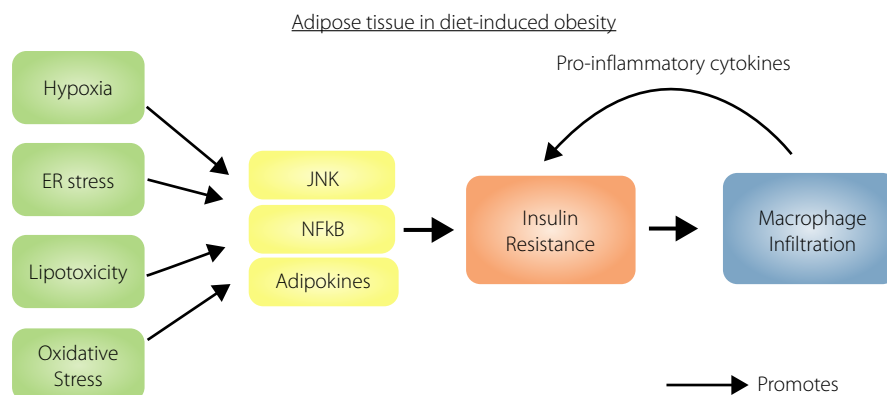 Adipose tissue in diet-induced obesity
Pro-inflammatory cytokines
Hypoxia
ER stress
Lipotoxicity
Oxidative
Stress
JNK
NFkB
Adipokines
Insulin
Resistance
Macrophage
Infiltration
Promotes